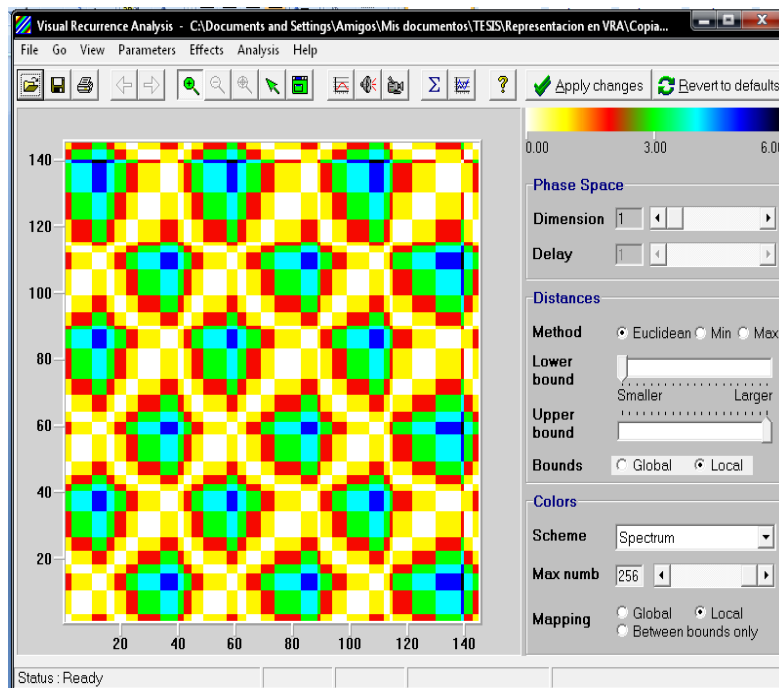 Visual Recurrence Analysis - C:\Documents and Settings\Amigos\Mis documentos\TESIS\Representacion en VRA\Copia...
File Go View Parameters Effects Analysis Help
Σ ? Apply changes Revert to defaults
0.00 3.00 6.00
Phase Space
Dimension 1
Delay 1
Distances
Method Euclidean Min Max
Lower bound
Smaller Larger
Upper bound
Bounds Global Local
Colors
Scheme Spectrum
Max numb 256
Mapping Global Local
Between bounds only
140
120
100
80
60
40
20
20 40 60 80 100 120 140
Status : Ready